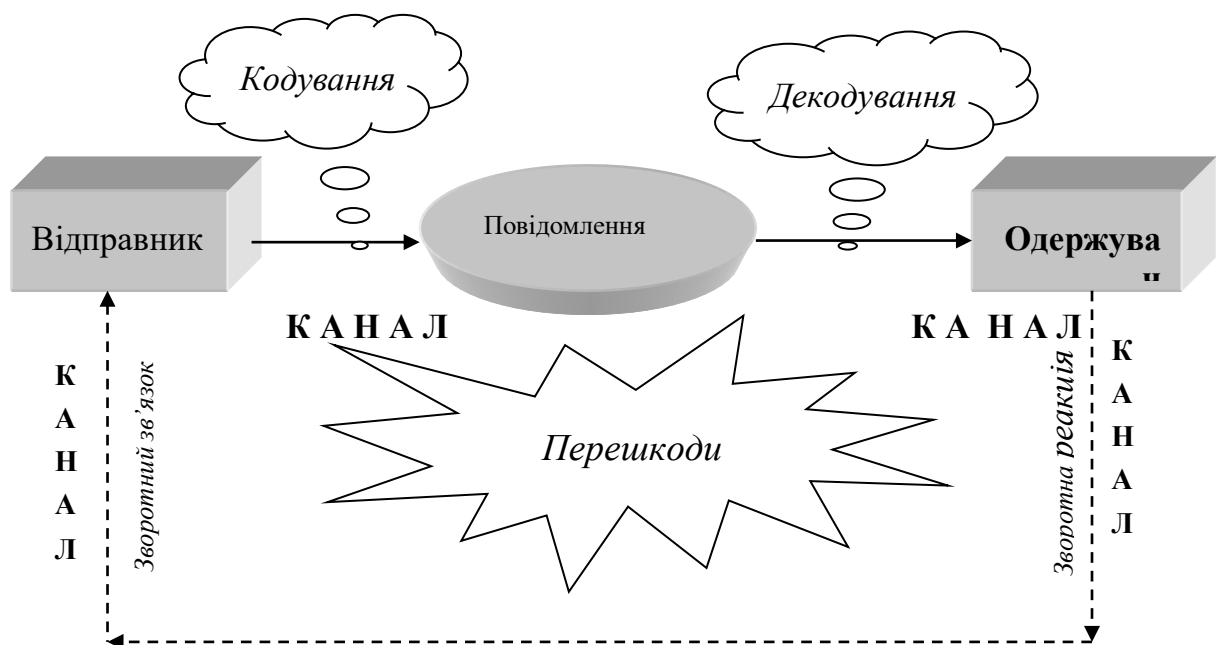 Кодування
Декодування
Відправник
Повідомлення
Одержува
К А Н А Л
К А Н А Л
К
А
Н
А
Л
Зворотний зв’язок
Перешкоди
Зворотна реакція
К
А
Н
А
Л